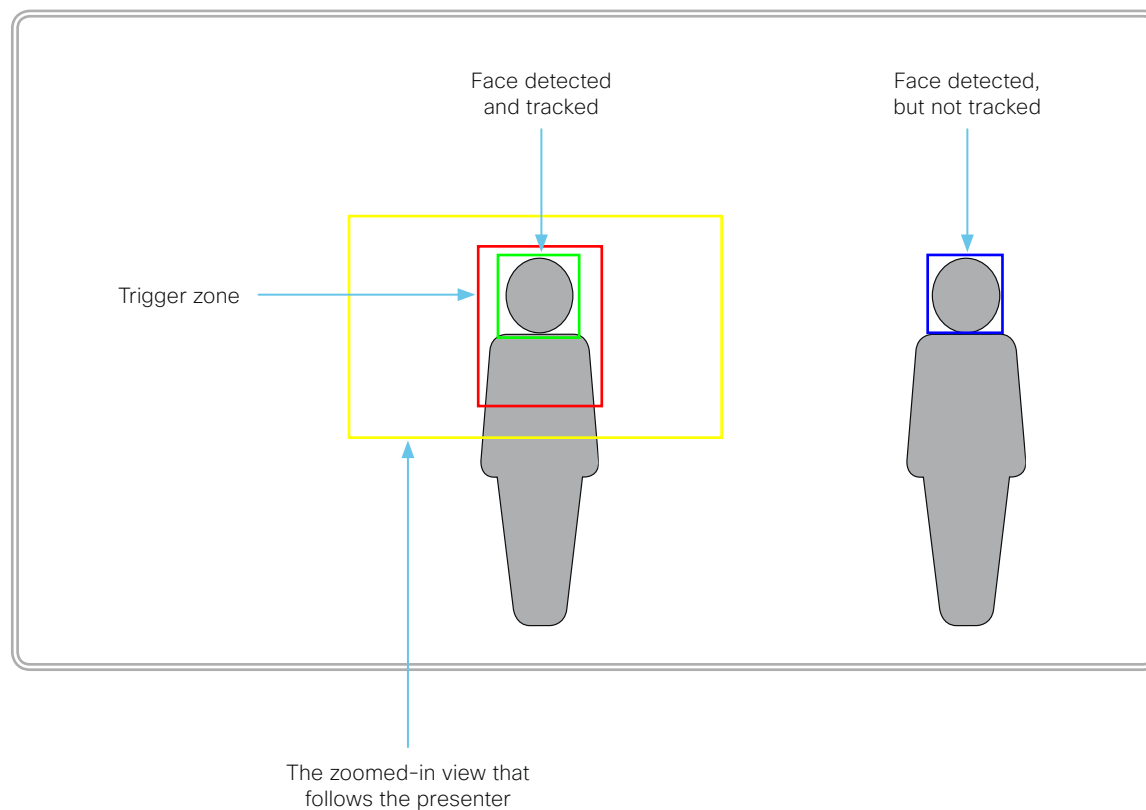 Face detected
and tracked
Face detected,
but not tracked
Trigger zone
The zoomed-in view that
follows the presenter